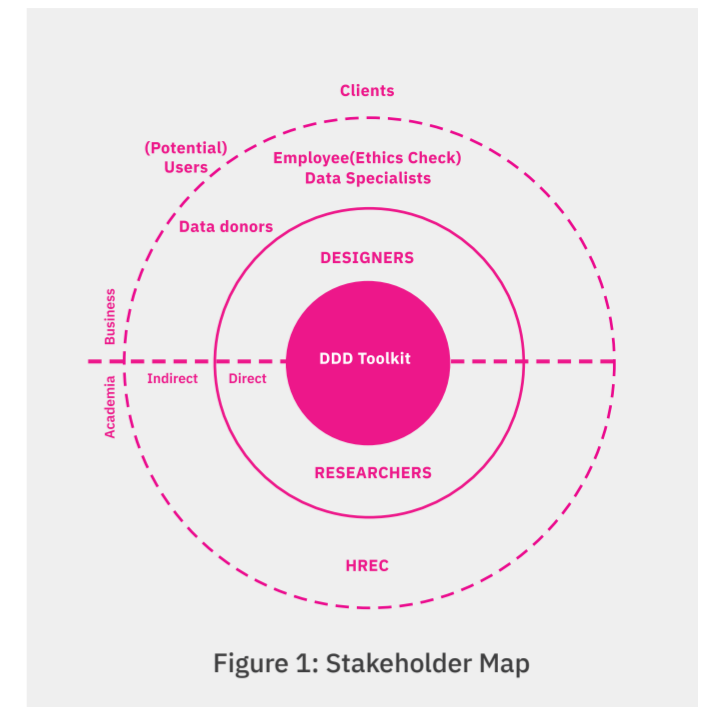 Clients
(Potential)
Users
Employee(Ethics Check)
Data Specialists
Data donors
DESIGNERS
Business
DDD Toolkit
Indirect
Direct
Academia
RESEARCHERS
HREC
Figure 1: Stakeholder Map